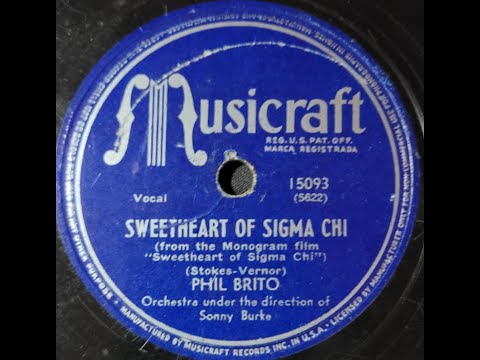 Musicraft
REG. U.S. PAT. OFF.
MARCA REGISTRADA
Vocal
15093
(5622)
SWEETHEART OF SIGMA CHI
(from the Monogram film
"Sweetheart of Sigma Chi")
(Stokes-Vernor)
PHIL BRITO
Orchestra under the direction of
Sonny Burke
MANUFACTURED BY MUSICRAFT RECORDS INC. IN U.S.A.